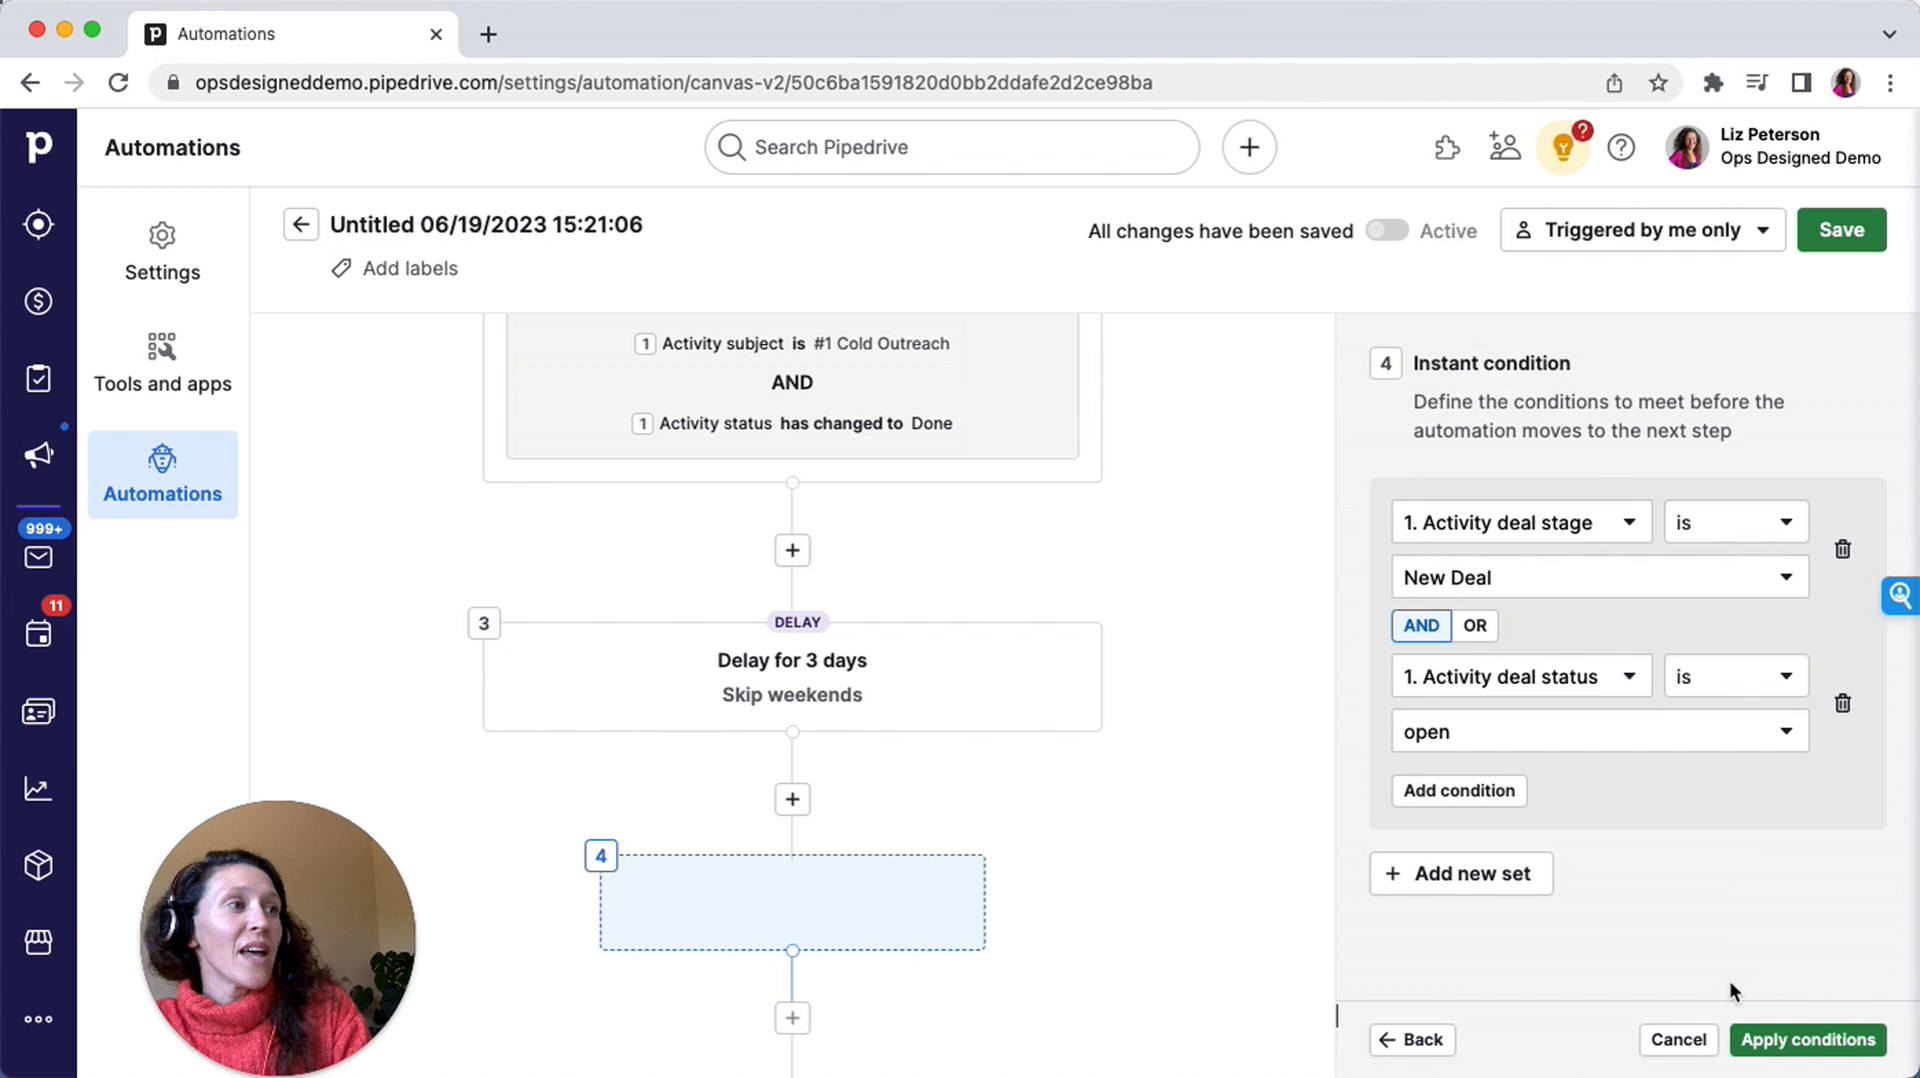 Automations
opsdesigneddemo.pipedrive.com/settings/automation/canvas-v2/50c6ba1591820d0bb2ddafe2d2ce98ba
p
Automations
Search Pipedrive
?
Liz Peterson
Ops Designed Demo
Settings
Tools and apps
Automations
999+
11
Untitled 06/19/2023 15:21:06
Add labels
All changes have been saved
Active
Triggered by me only
Save
1 Activity subject is #1 Cold Outreach
AND
1 Activity status has changed to Done
3
DELAY
Delay for 3 days
Skip weekends
4
4 Instant condition
Define the conditions to meet before the
automation moves to the next step
1. Activity deal stage is
New Deal
AND OR
1. Activity deal status is
open
Add condition
+ Add new set
Back
Cancel
Apply conditions